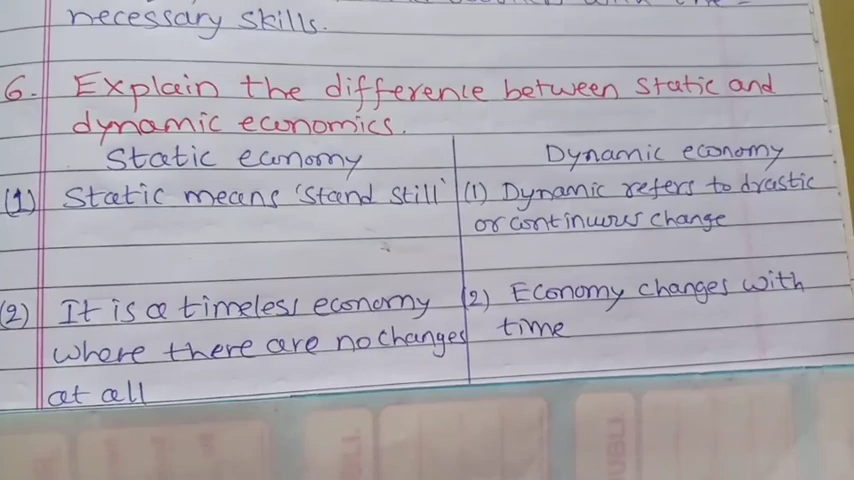 necessary skills.
6. Explain the difference between static and
dynamic economics.
Static economy
Dynamic economy
(1) Static means 'Stand still'
(1) Dynamic refers to drastic
or continuous change
(2) It is a timeless economy
where there are no changes
at all
(2) Economy changes with
time